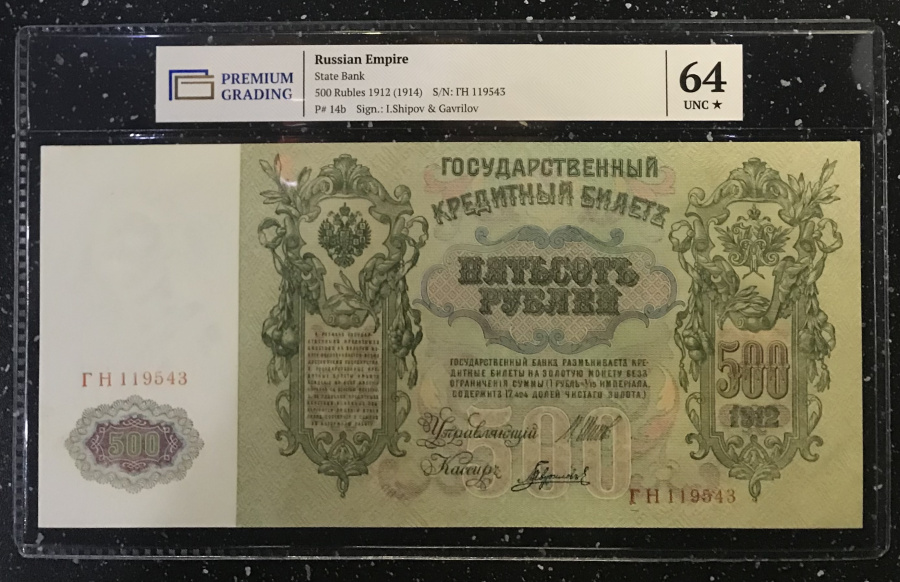 PREMIUM
GRADING
Russian Empire
State Bank
500 Rubles 1912 (1914) S/N: ГН 119543
P# 14b Sign.: I.Shipov & Gavrilov
64
UNC ★
ГОСУДАРСТВЕННЫЙ
КРЕДИТНЫЙ БИЛЕТЪ
ПЯТЬСОТЪ
РУБЛЕЙ
ГОСУДАРСТВЕННЫЙ БАНКЪ РАЗМѢНИВАЕТЪ КРЕ-
ДИТНЫЕ БИЛЕТЫ НА ЗОЛОТУЮ МОНЕТУ БЕЗЪ
ОГРАНИЧЕНІЯ СУММЫ (1 РУБЛЬ=1/15 ИМПЕРІАЛА,
СОДЕРЖИТЪ 17,424 ДОЛЕЙ ЧИСТАГО ЗОЛОТА.)
500
1912
ГН 119543
500
Управляющій
Кассиръ
500
ГН 119543